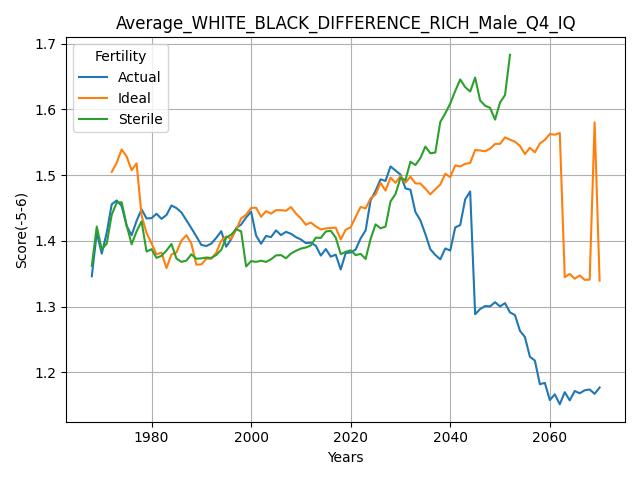 Average_WHITE_BLACK_DIFFERENCE_RICH_Male_Q4_IQ
Fertility
Actual
Ideal
Sterile
Score(-5-6)
1.7
1.6
1.5
1.4
1.3
1.2
1980
2000
2020
2040
2060
Years